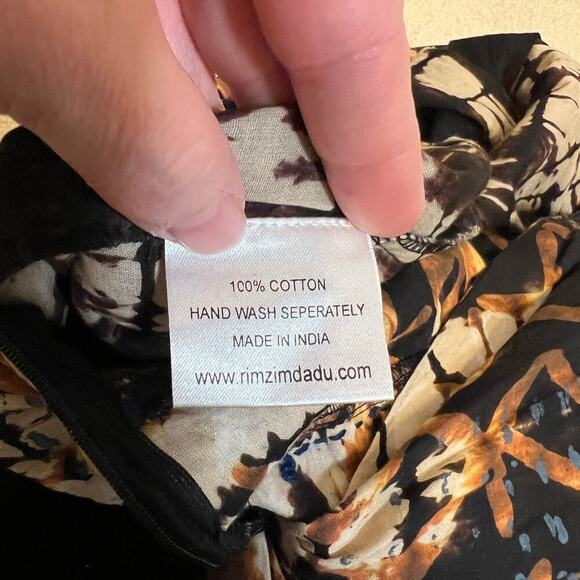 100% COTTON
HAND WASH SEPERATELY
MADE IN INDIA
www.rimzimdadu.com